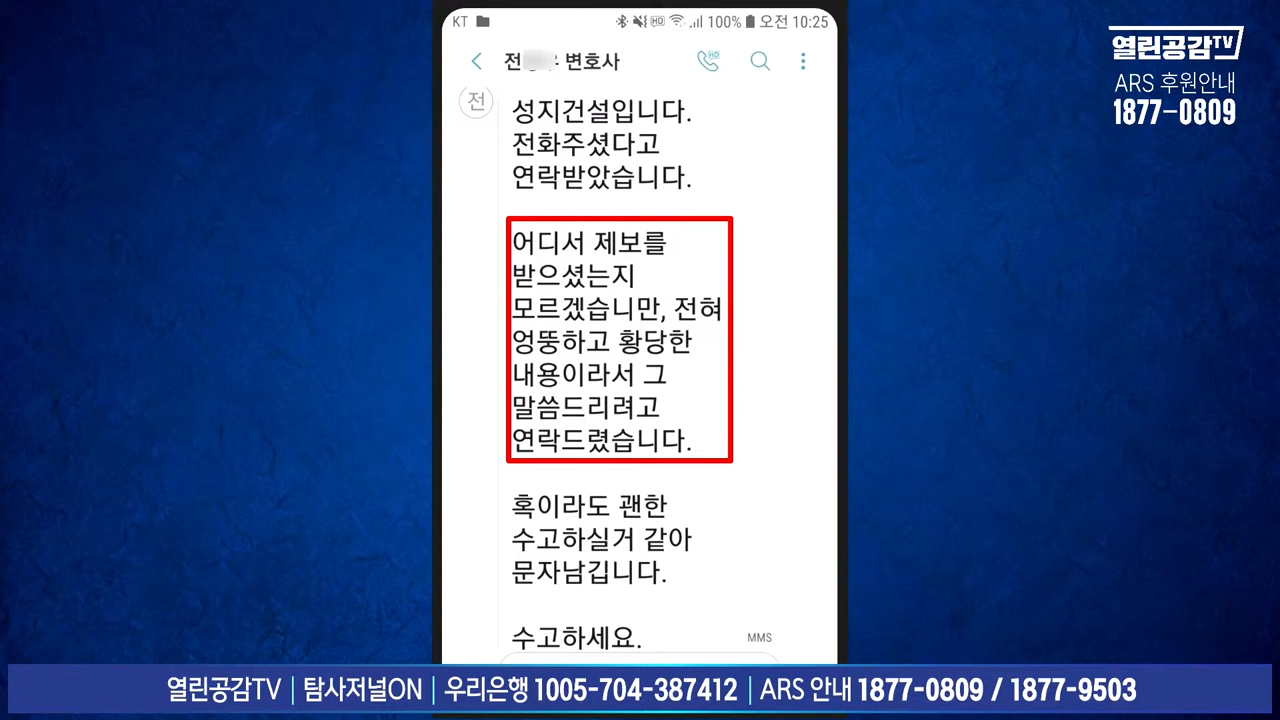 KT HD 100% 오전 10:25
전 변호사
HD
열린공감TV
ARS 후원안내
1877-0809
전
성지건설입니다.
전화주셨다고
연락받았습니다.
어디서 제보를
받으셨는지
모르겠습니만, 전혀
엉뚱하고 황당한
내용이라서 그
말씀드리려고
연락드렸습니다.
혹이라도 괜한
수고하실거 같아
문자남깁니다.
수고하세요.
MMS
열린공감TV | 탐사저널ON | 우리은행 1005-704-387412 | ARS 안내 1877-0809 / 1877-9503